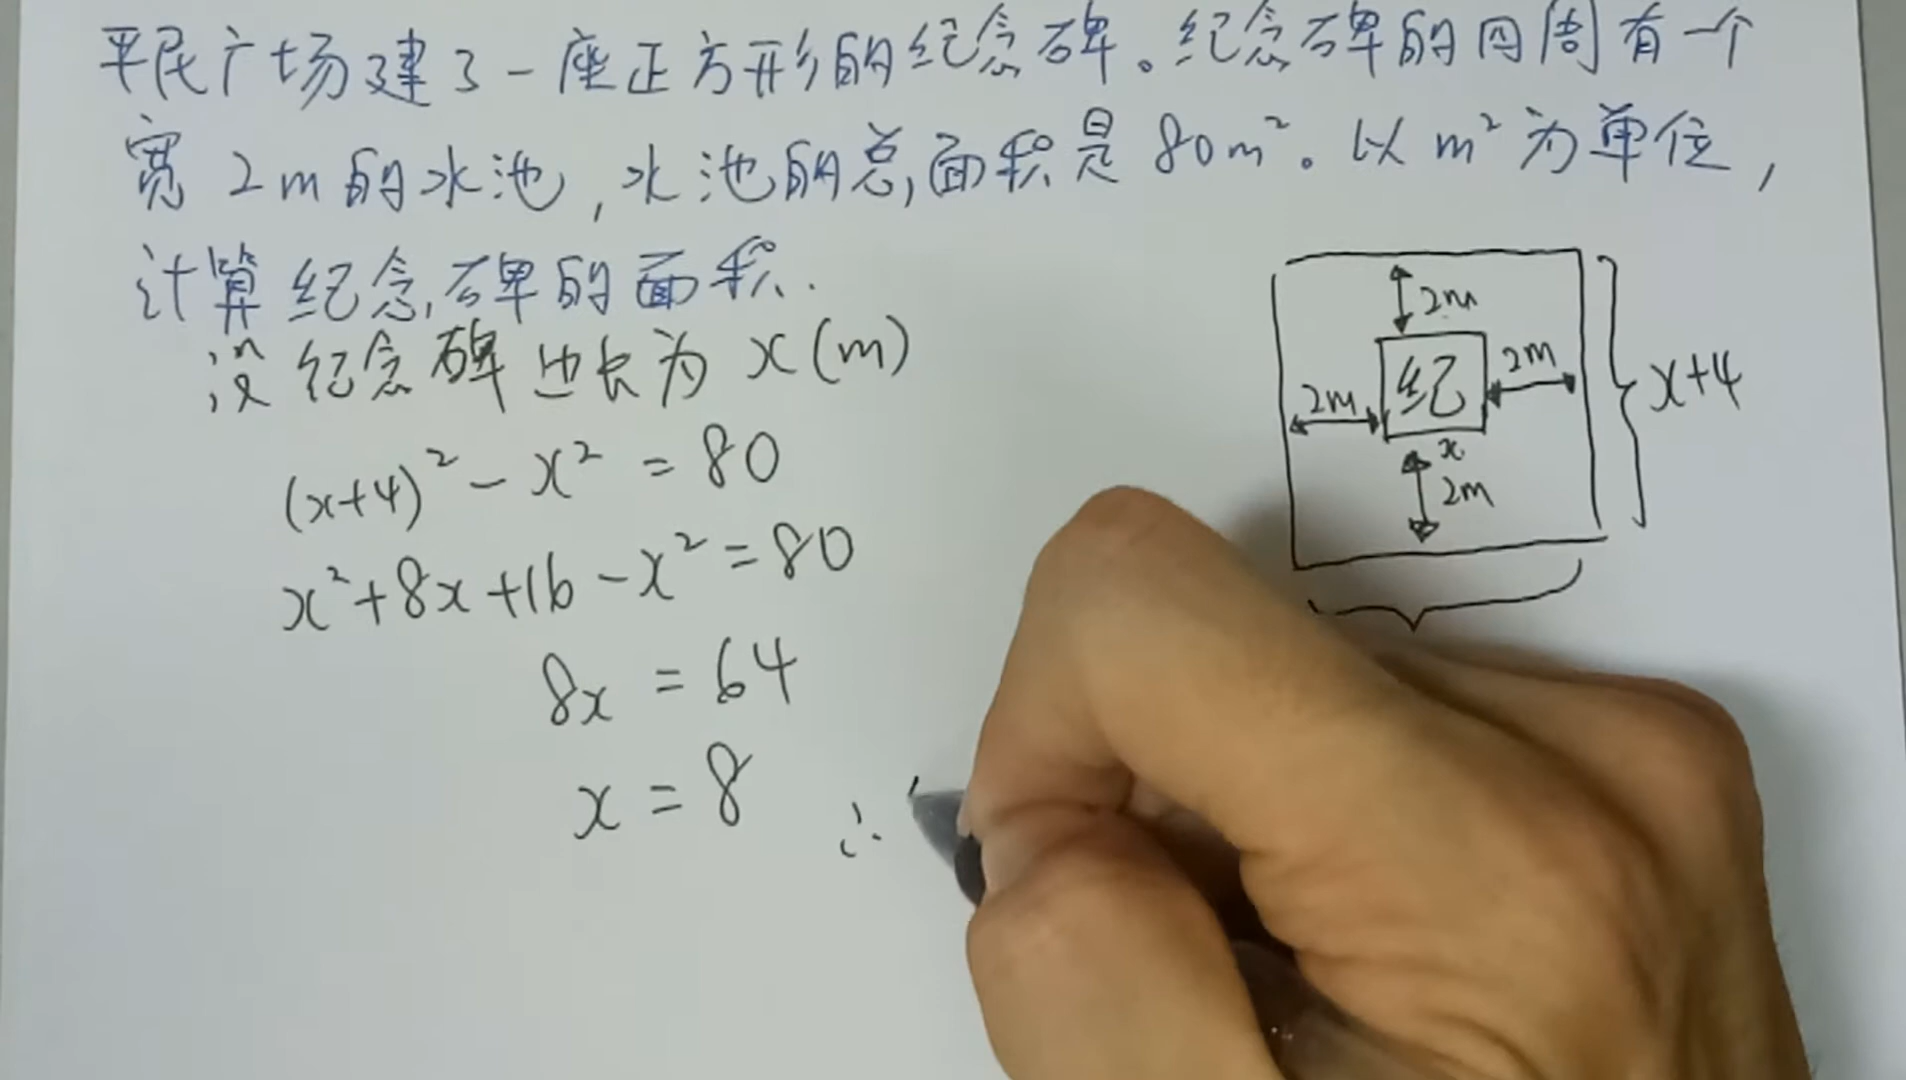 平民广场建了一座正方形的纪念碑。纪念碑的四周有一个
宽2m的水池,水池的总面积是80m²。以m²为单位,
计算纪念碑的面积.
设纪念碑边长为x(m)
(x+4)²-x²=80
x²+8x+16-x²=80
8x=64
x=8 ∴
2m
纪
2m
2m
x
2m
x+4